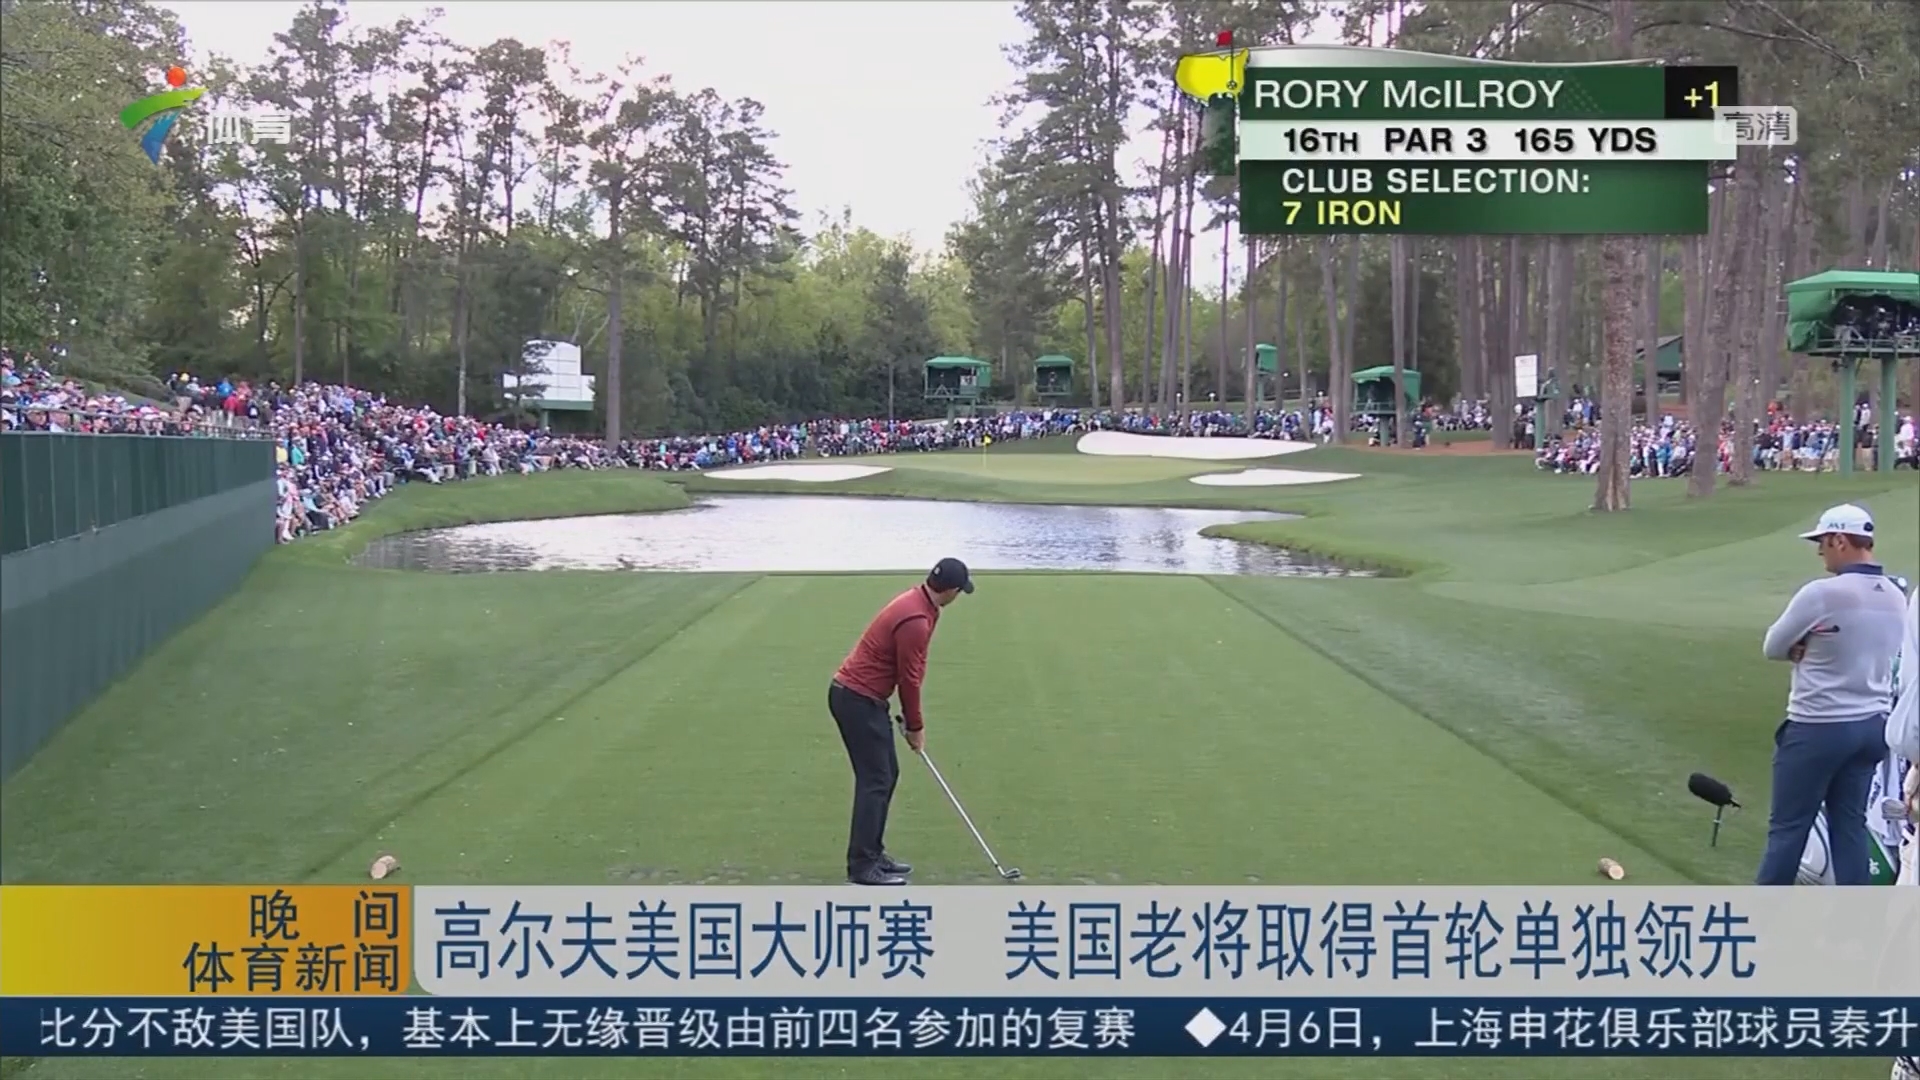 体育
RORY McILROY +1
高清
16TH PAR 3 165 YDS
CLUB SELECTION:
7 IRON
晚 间
体育新闻
高尔夫美国大师赛 美国老将取得首轮单独领先
比分不敌美国队，基本上无缘晋级由前四名参加的复赛 ◆4月6日，上海申花俱乐部球员秦升